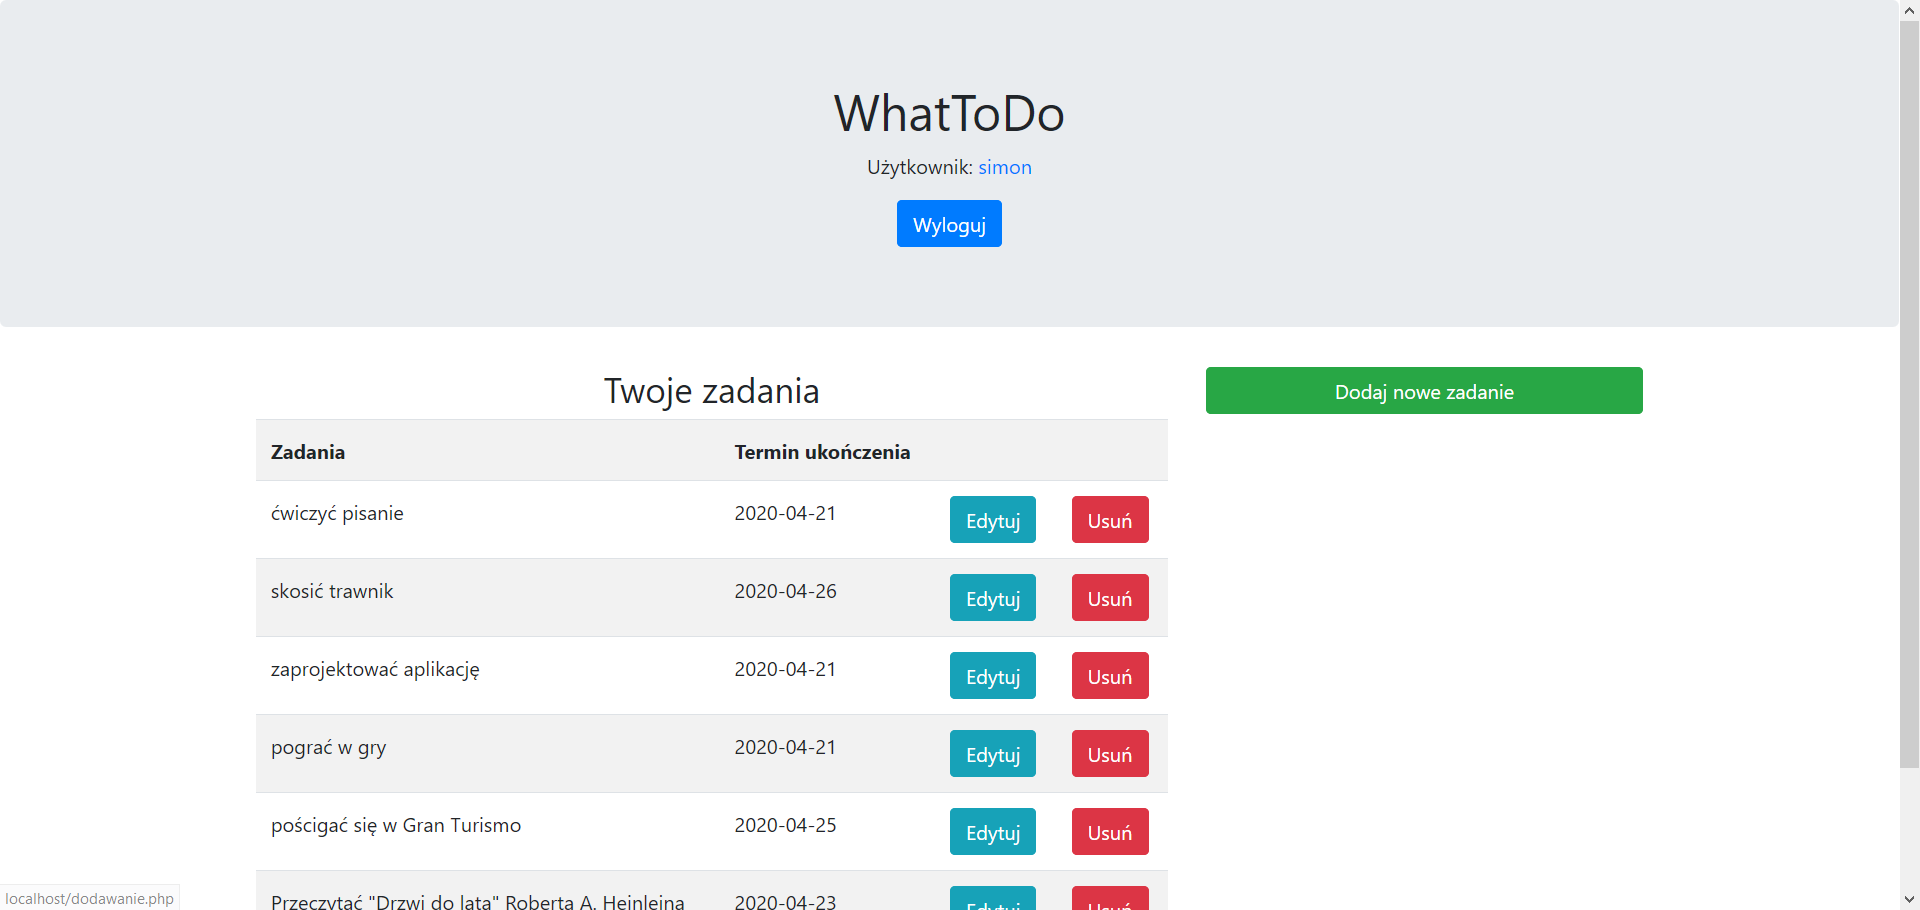 WhatToDo
Użytkownik: simon
Wyloguj
Twoje zadania
Dodaj nowe zadanie
Zadania Termin ukończenia
ćwiczyć pisanie 2020-04-21 Edytuj Usuń
skosić trawnik 2020-04-26 Edytuj Usuń
zaprojektować aplikację 2020-04-21 Edytuj Usuń
pograć w gry 2020-04-21 Edytuj Usuń
pościgać się w Gran Turismo 2020-04-25 Edytuj Usuń
Przeczytać "Drzwi do lata" Roberta A. Heinleina 2020-04-23 Edytuj Usuń
localhost/dodawanie.php